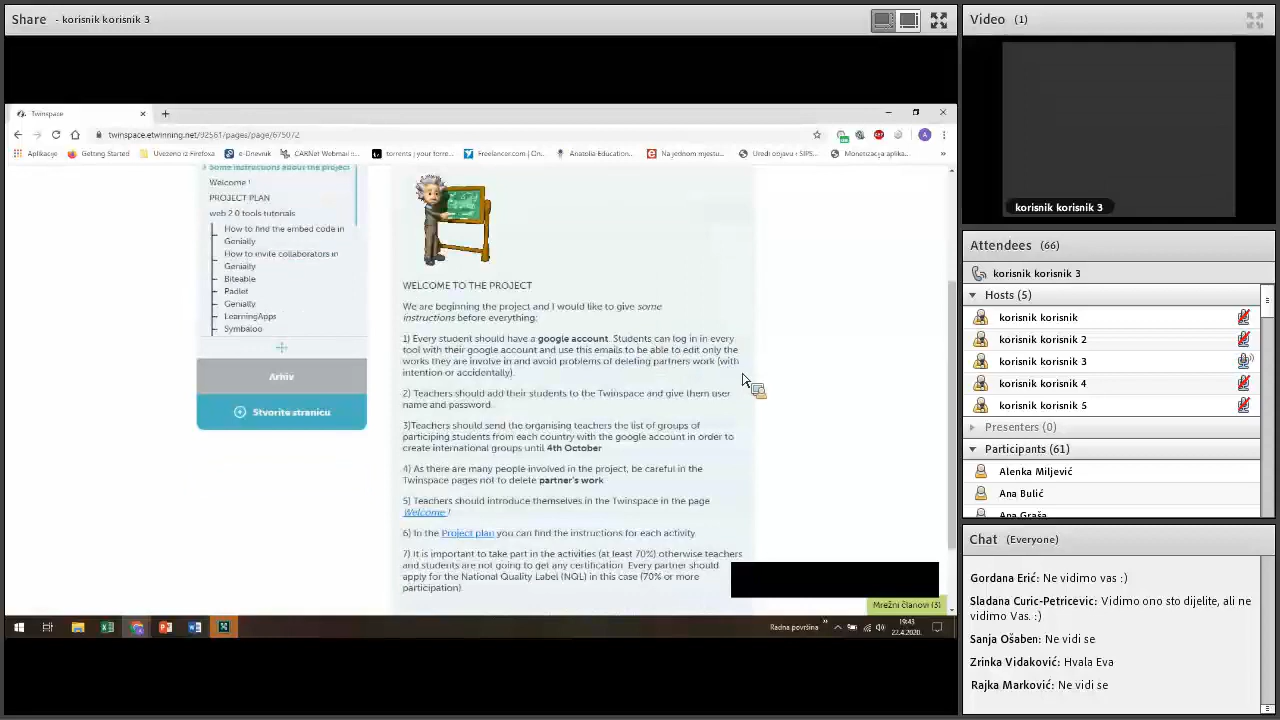 Share - korisnik korisnik 3
Twinspace
twinspace.etwinning.net/92561/pages/page/675072
Aplikacije
Getting Started
Uvezeno iz Firefoxa
e-Dnevnik
CARNet Webmail ::...
torrents | your torre...
Freelancer.com | On...
Anatolia Education...
Na jednom mjestu...
Uredi objavu ‹ SIPS...
Monetizacija aplika...
»
Some instructions about the project
Welcome !
PROJECT PLAN
web 2.0 tools tutorials
How to find the embed code in
Genially
How to invite collaborators in
Genially
Biteable
Padlet
Genially
LearningApps
Symbaloo
Arhiv
Stvorite stranicu
WELCOME TO THE PROJECT
We are beginning the project and I would like to give some
instructions before everything:
1) Every student should have a google account. Students can log in in every
tool with their google account and use this emails to be able to edit only the
works they are involve in and avoid problems of deleting partners work (with
intention or accidentally).
2) Teachers should add their students to the Twinspace and give them user
name and password.
3)Teachers should send the organising teachers the list of groups of
participing students from each country with the google account in order to
create international groups until 4th October
4) As there are many people involved in the project, be careful in the
Twinspace pages not to delete partner's work
5) Teachers should introduce themselves in the Twinspace in the page
Welcome !
6) In the Project plan you can find the instructions for each activity.
7) It is important to take part in the activities (at least 70%) otherwise teachers
and students are not going to get any certification. Every partner should
apply for the National Quality Label (NQL) in this case (70% or more
participation)
Mrežni članovi (3)
Radna površina
»
19:43
22.4.2020.
Video (1)
korisnik korisnik 3
Attendees (66)
korisnik korisnik 3
Hosts (5)
korisnik korisnik
korisnik korisnik 2
korisnik korisnik 3
korisnik korisnik 4
korisnik korisnik 5
Presenters (0)
Participants (61)
Alenka Miljević
Ana Bulić
Ana Graša
Chat (Everyone)
Gordana Erić: Ne vidimo vas :)
Sladana Curic-Petricevic: Vidimo ono sto dijelite, ali ne
vidimo Vas. :)
Sanja Ošaben: Ne vidi se
Zrinka Vidaković: Hvala Eva
Rajka Marković: Ne vidi se